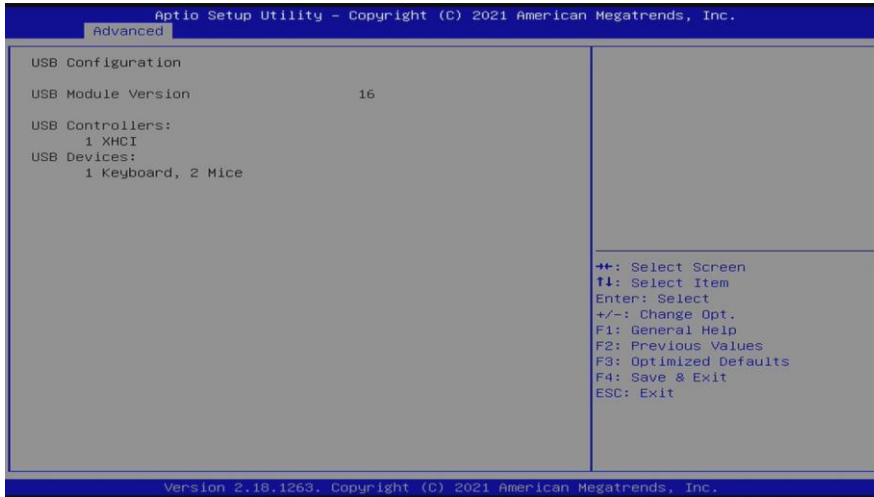 Aptio Setup Utility – Copyright (C) 2021 American Megatrends, Inc.
Advanced
USB Configuration
USB Module Version 16
USB Controllers:
1 XHCI
USB Devices:
1 Keyboard, 2 Mice
→←: Select Screen
↑↓: Select Item
Enter: Select
+/-: Change Opt.
F1: General Help
F2: Previous Values
F3: Optimized Defaults
F4: Save & Exit
ESC: Exit
Version 2.18.1263. Copyright (C) 2021 American Megatrends, Inc.